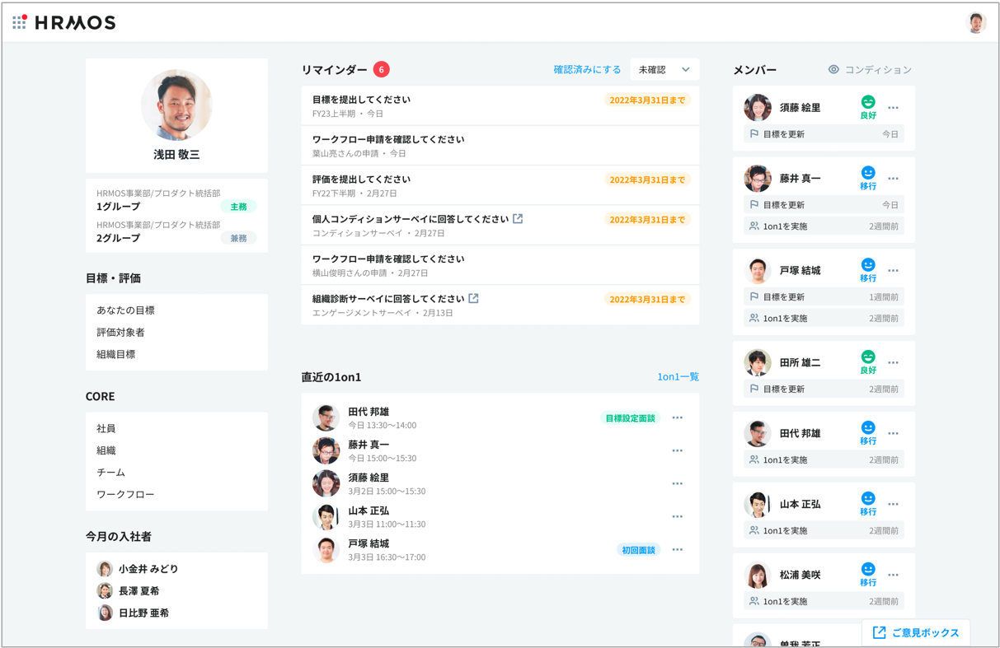 HRMOS
浅田 敬三
HRMOS事業部/プロダクト統括部
1グループ 主務
HRMOS事業部/プロダクト統括部
2グループ 兼務
目標・評価
あなたの目標
評価対象者
組織目標
CORE
社員
組織
チーム
ワークフロー
今月の入社者
小金井 みどり
長澤 夏希
日比野 亜希
リマインダー 6 確認済みにする 未確認
目標を提出してください 2022年3月31日まで
FY23上半期 ・ 今日
ワークフロー申請を確認してください
葉山亮さんの申請 ・ 今日
評価を提出してください 2022年3月31日まで
FY22下半期 ・ 2月27日
個人コンディションサーベイに回答してください 2022年3月31日まで
コンディションサーベイ ・ 2月27日
ワークフロー申請を確認してください
横山俊明さんの申請 ・ 2月27日
組織診断サーベイに回答してください 2022年3月31日まで
エンゲージメントサーベイ ・ 2月13日
直近の1on1 1on1一覧
田代 邦雄 目標設定面談
今日 13:30〜14:00
藤井 真一
今日 15:00〜15:30
須藤 絵里
3月2日 15:00〜15:30
山本 正弘
3月3日 11:00〜11:30
戸塚 結城 初回面談
3月3日 16:30〜17:00
メンバー コンディション
須藤 絵里 良好
目標を更新 今日
藤井 真一 移行
目標を更新 今日
1on1を実施 2週間前
戸塚 結城 移行
目標を更新 1週間前
1on1を実施 2週間前
田所 雄二 良好
目標を更新 2週間前
田代 邦雄 移行
1on1を実施 2週間前
山本 正弘 移行
1on1を実施 2週間前
松浦 美咲 移行
1on1を実施 2週間前
曽我 芳正
ご意見ボックス